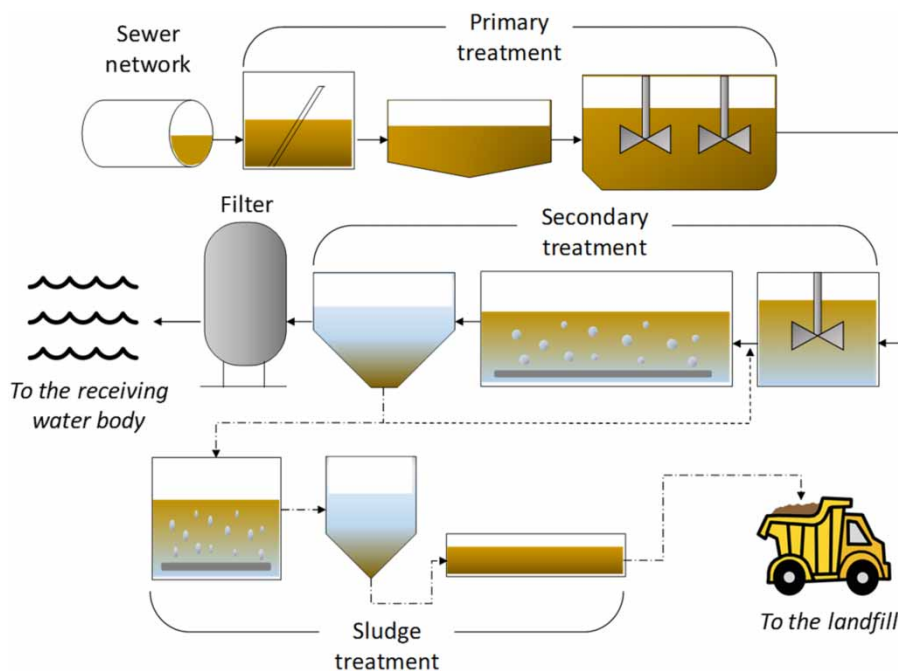 Sewer
network
Primary
treatment
Filter
Secondary
treatment
To the receiving
water body
Sludge
treatment
To the landfill